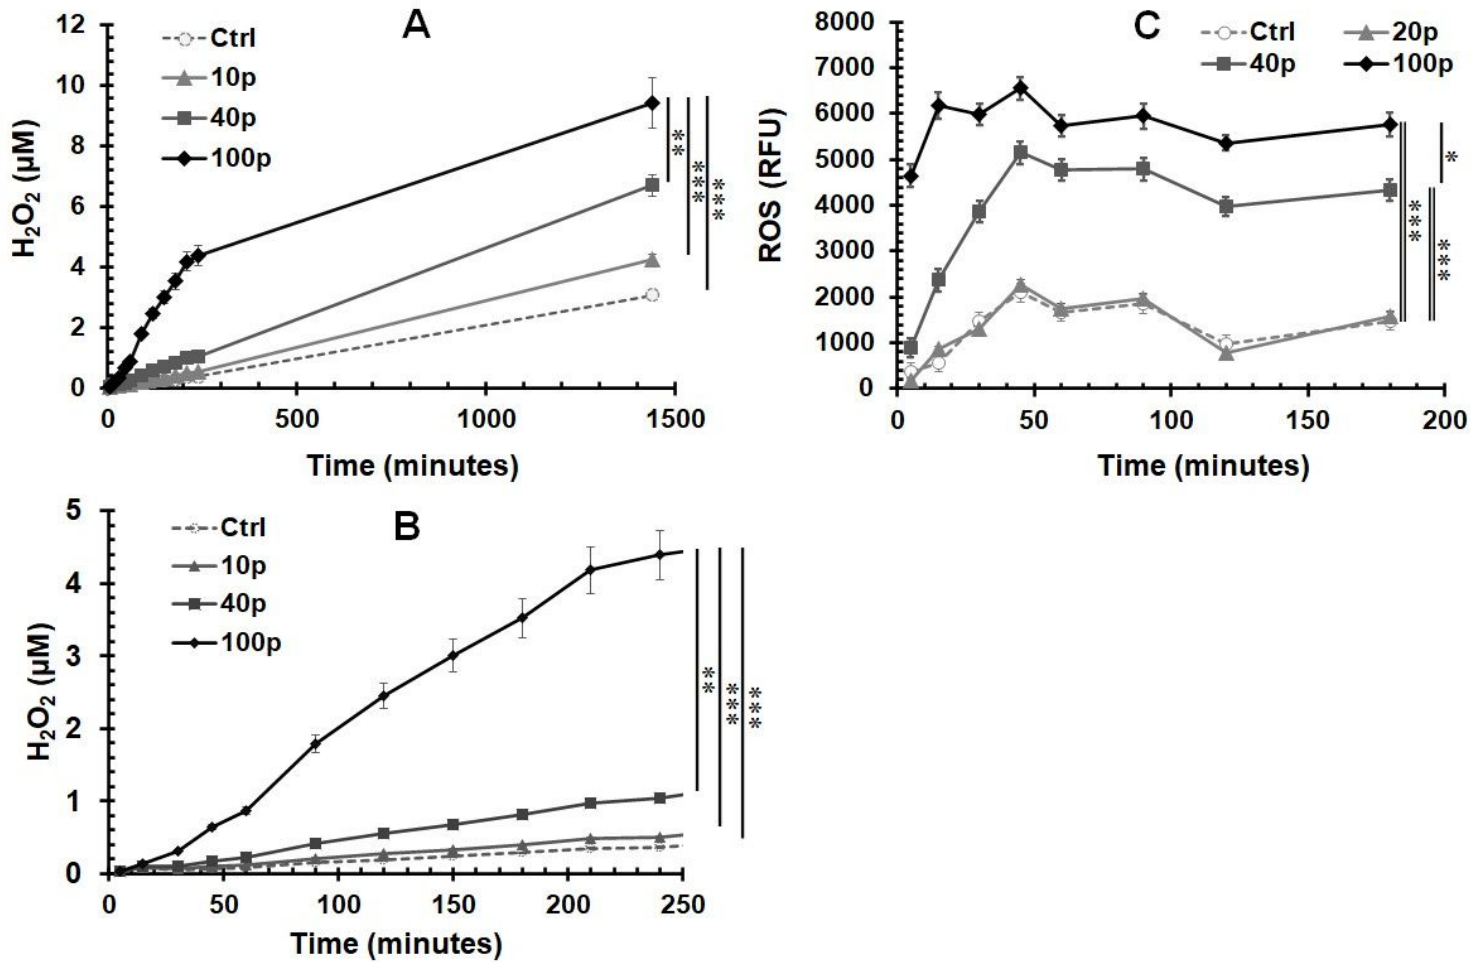 A
12
10
8
6
4
2
0
H₂O₂ (µM)
Ctrl
10p
40p
100p
**
***
***
0 500 1000 1500
Time (minutes)
C
8000
7000
6000
5000
4000
3000
2000
1000
0
ROS (RFU)
Ctrl 20p
40p 100p
*
***
***
0 50 100 150 200
Time (minutes)
B
5
4
3
2
1
0
H₂O₂ (µM)
Ctrl
10p
40p
100p
**
***
***
0 50 100 150 200 250
Time (minutes)